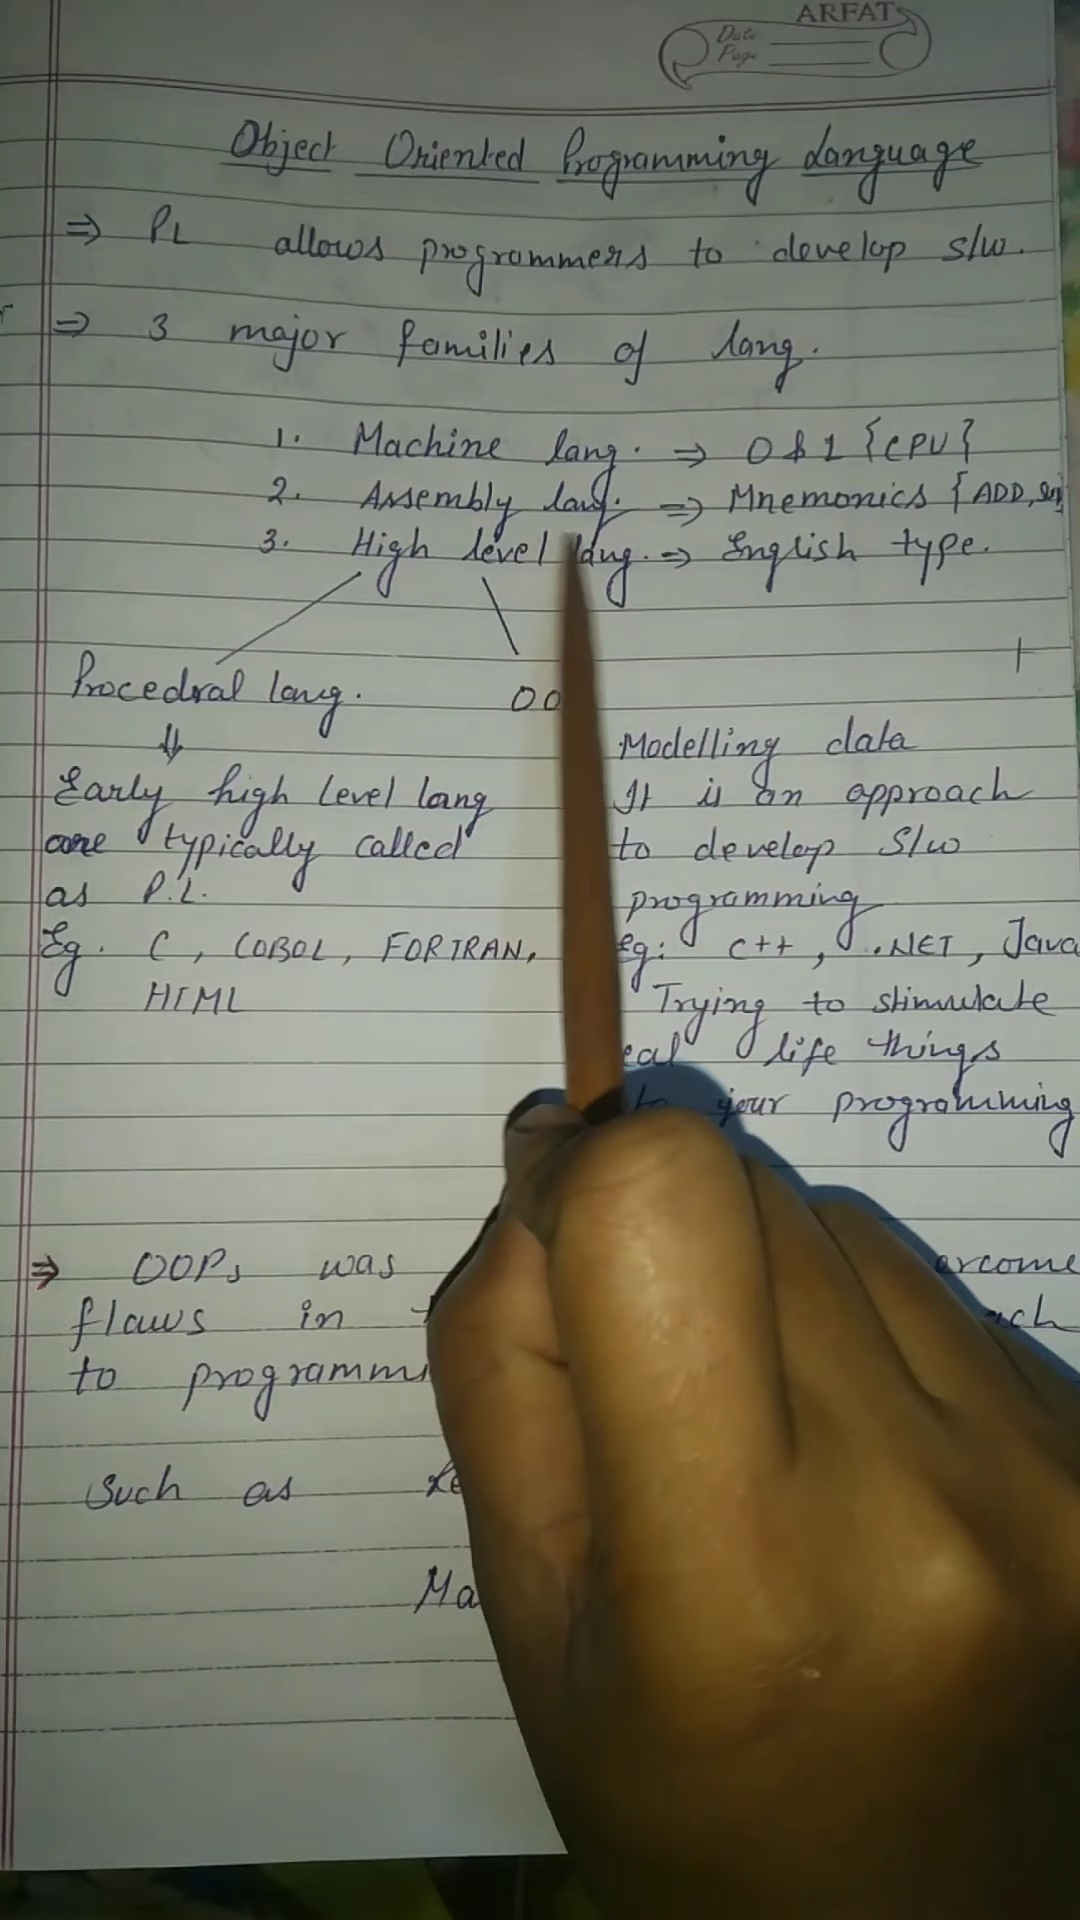 ARFAT
Date
Page
Object Oriented Programming Language
⇒ PL allows programmers to develop s/w.
⇒ 3 major families of lang.
1. Machine lang. ⇒ 0 & 1 {CPU}
2. Assembly lang. ⇒ Mnemonics {ADD,
3. High level lang. ⇒ English type.
Procedral lang.
OO
⇓
Early high level lang
are typically called
as P.L.
Eg. C, COBOL, FORTRAN,
HTML
Modelling data
It is an approach
to develop S/w
programming
eg: C++, .NET, Java
Trying to stimulate
eal life things
your programming
⇒ OOPs was
flaws in
to programm
Such as
Ma